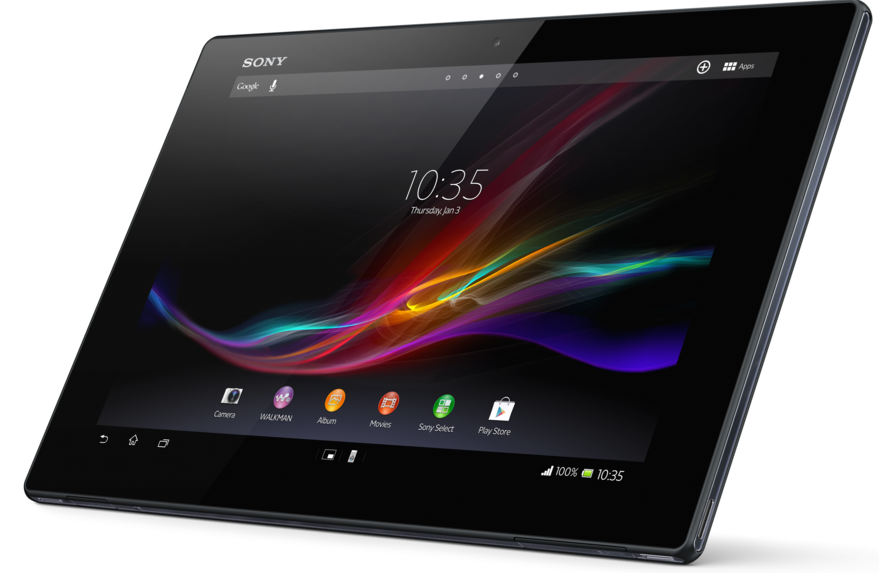 SONY
Google
Apps
10:35
Thursday, Jan 3
Camera
WALKMAN
Album
Movies
Sony Select
Play Store
100%
10:35